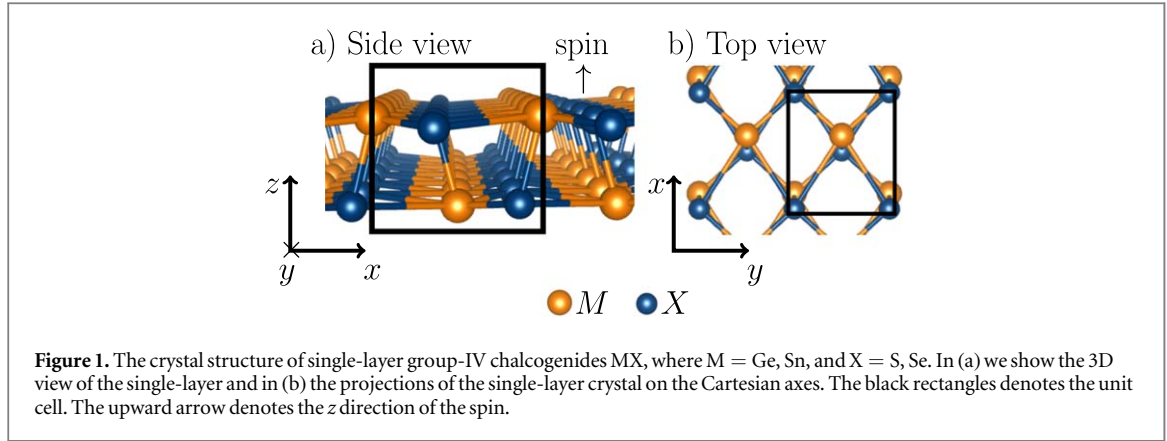 a) Side view
spin
b) Top view
z
y
x
x
y
M
X
Figure 1. The crystal structure of single-layer group-IV chalcogenides MX, where M = Ge, Sn, and X = S, Se. In (a) we show the 3D
view of the single-layer and in (b) the projections of the single-layer crystal on the Cartesian axes. The black rectangles denotes the unit
cell. The upward arrow denotes the z direction of the spin.